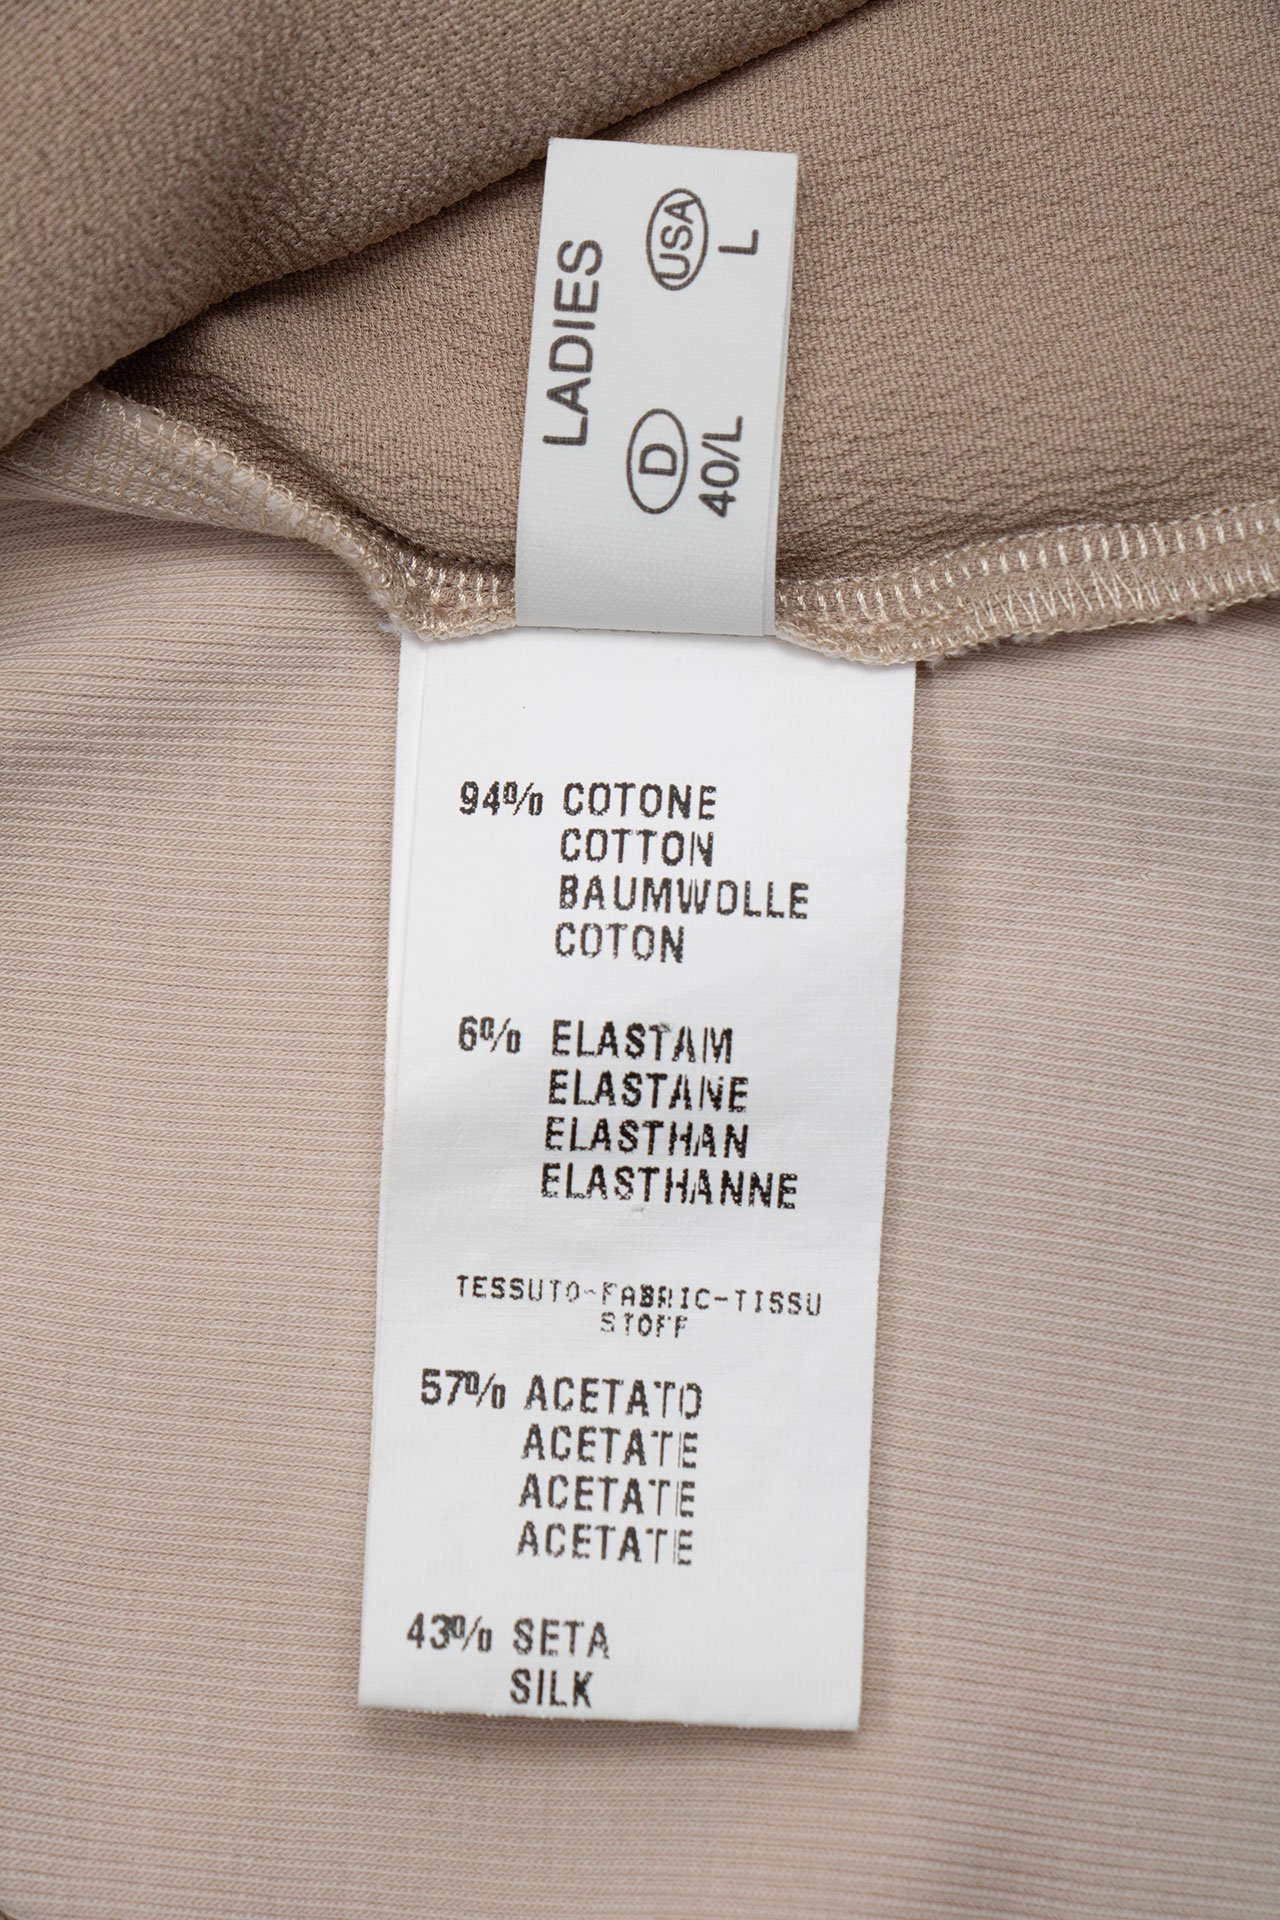 LADIES
D USA
40/L L
94% COTONE
COTTON
BAUMWOLLE
COTON
6% ELASTAM
ELASTANE
ELASTHAN
ELASTHANNE
TESSUTO-FABRIC-TISSU
STOFF
57% ACETATO
ACETATE
ACETATE
ACETATE
43% SETA
SILK